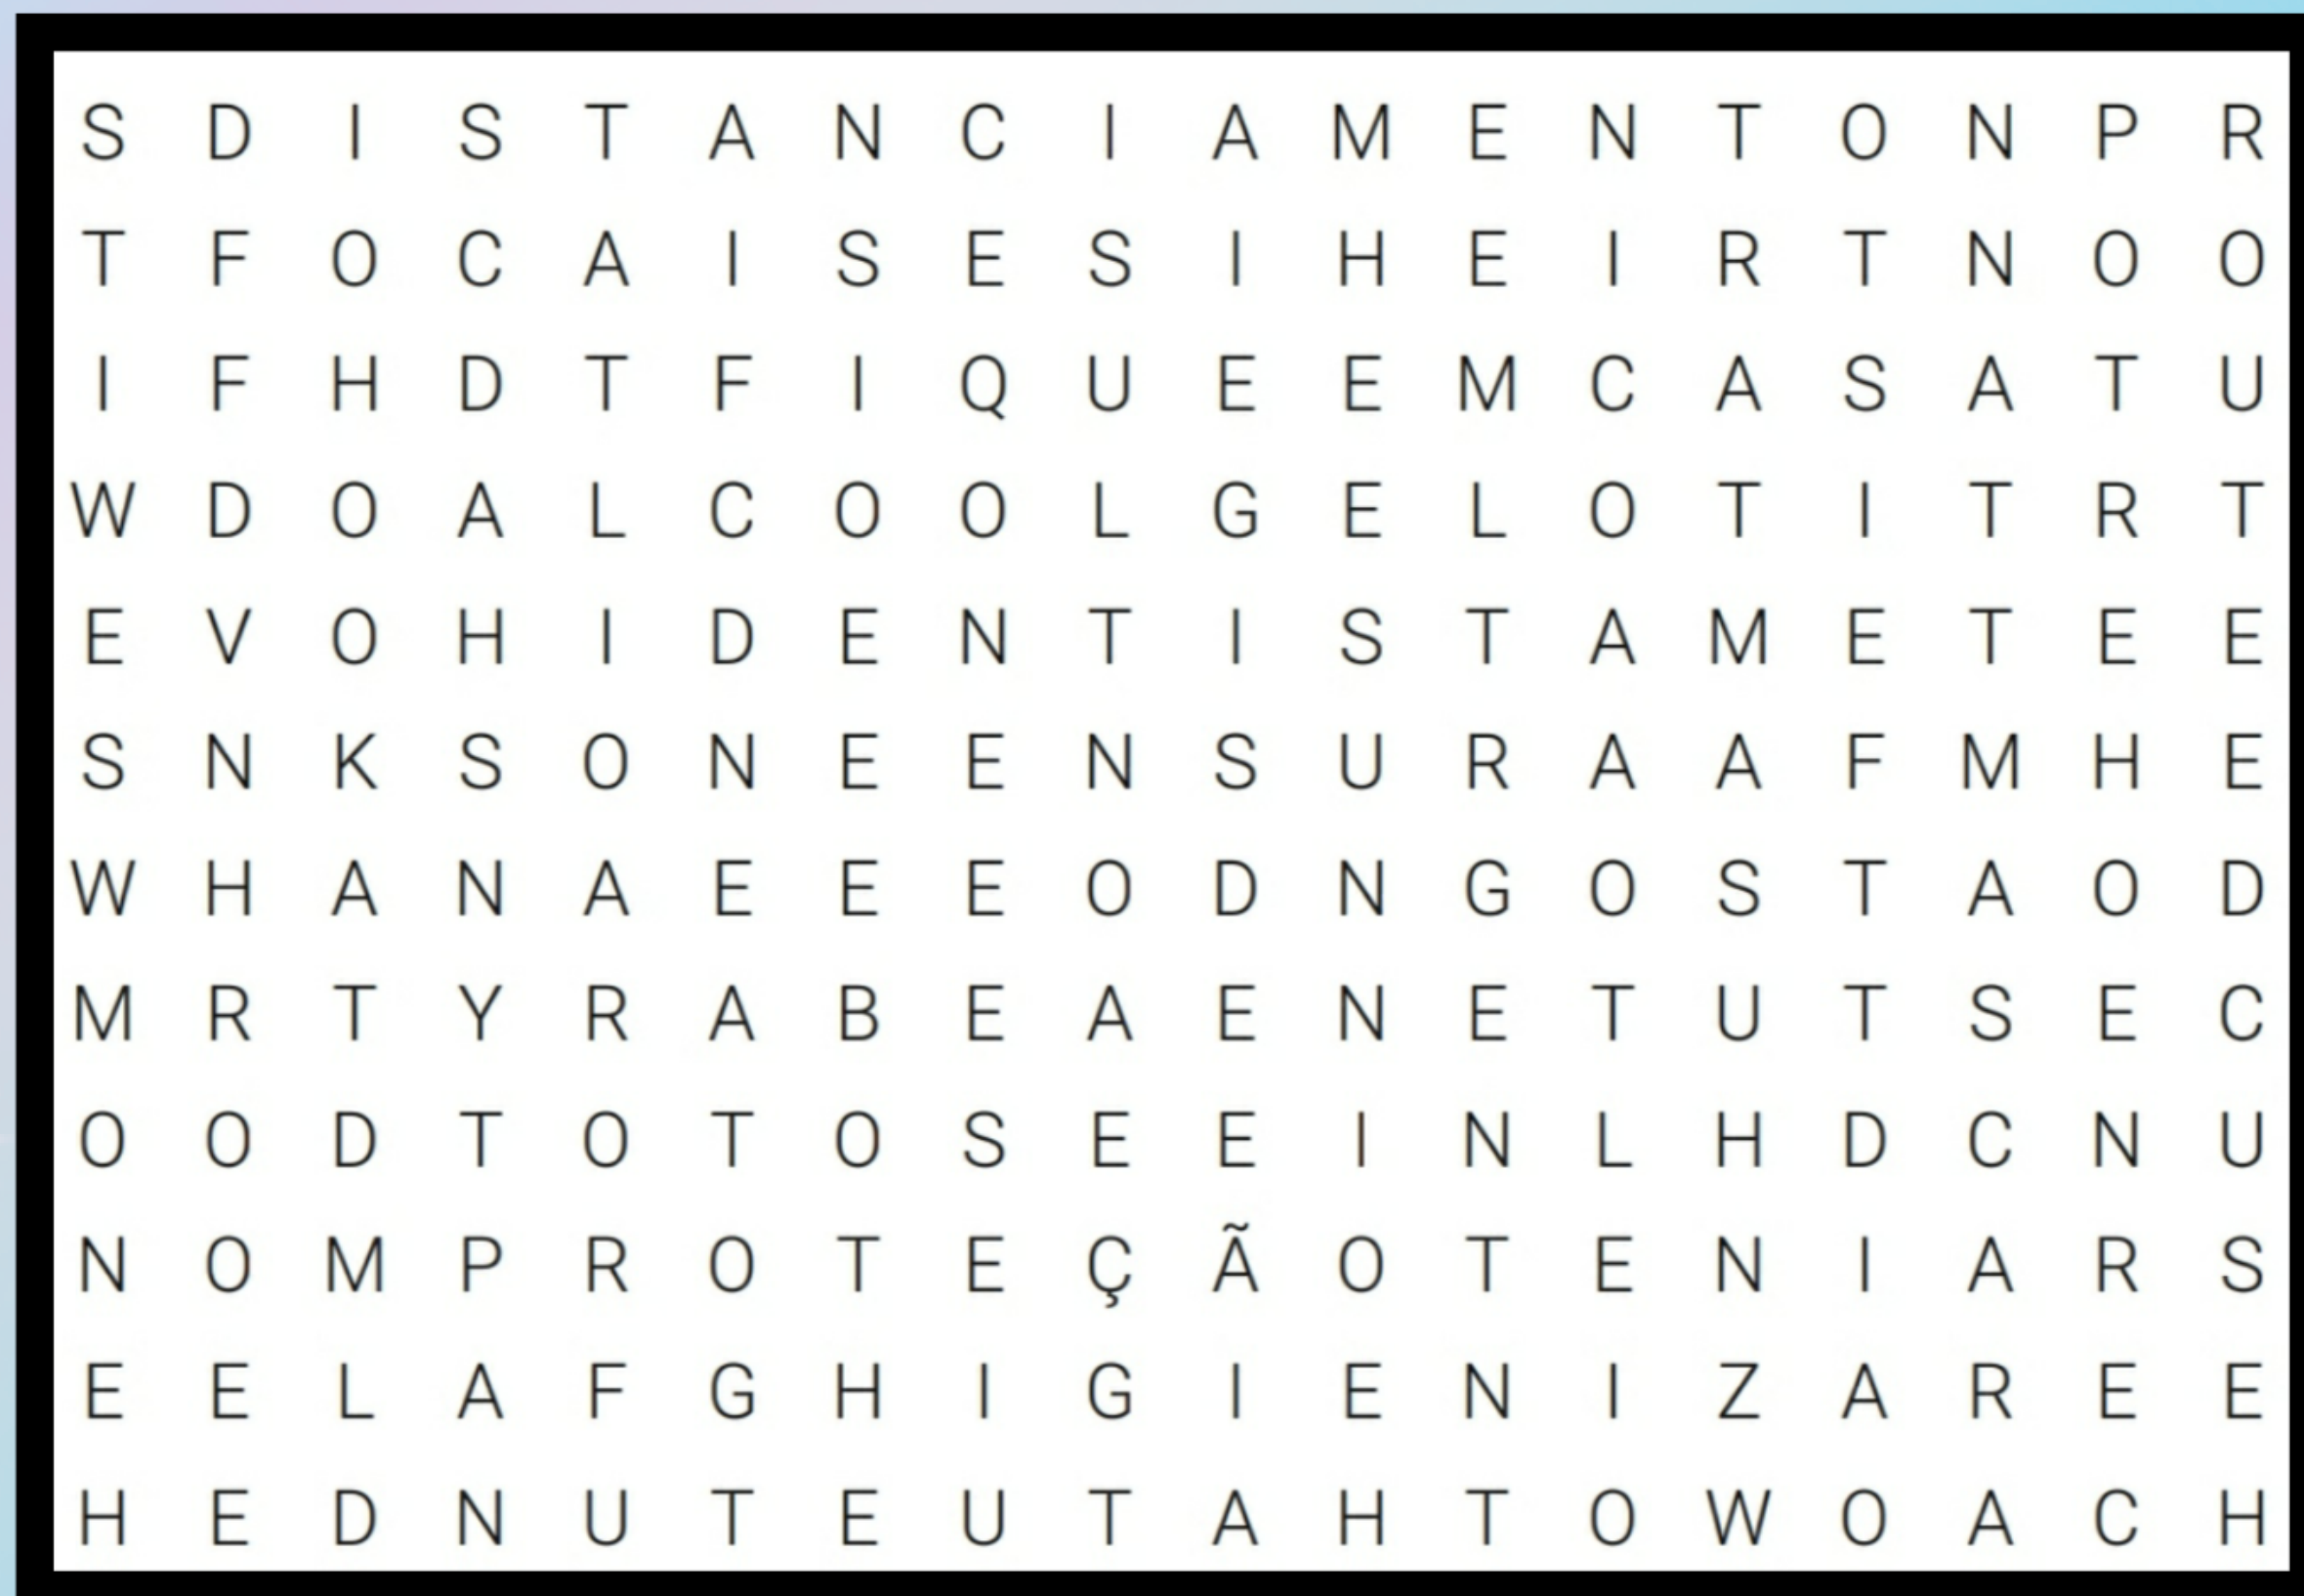 S D I S T A N C I A M E N T O N P R
T F O C A I S E S I H E I R T N O O
I F H D T F I Q U E E M C A S A T U
W D O A L C O O L G E L O T I T R T
E V O H I D E N T I S T A M E T E E
S N K S O N E E N S U R A A F M H E
W H A N A E E E O D N G O S T A O D
M R T Y R A B E A E N E T U T S E C
O O D T O T O S E E I N L H D C N U
N O M P R O T E Ç Ã O T E N I A R S
E E L A F G H I G I E N I Z A R E E
H E D N U T E U T A H T O W O A C H